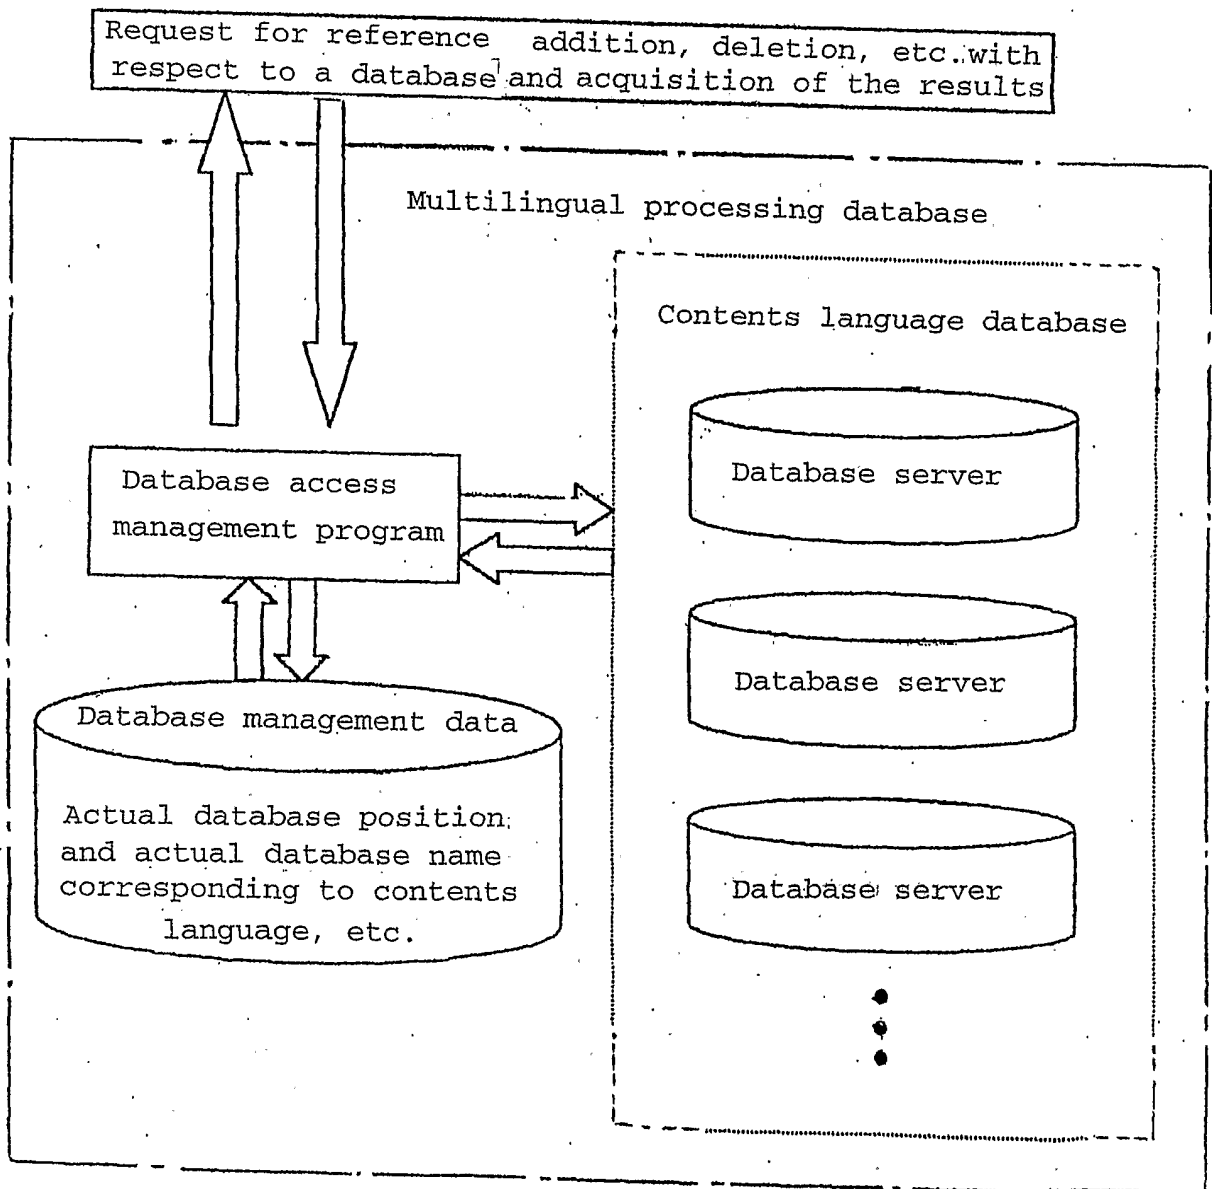 Request for reference addition, deletion, etc. with
respect to a database and acquisition of the results
Multilingual processing database
Contents language database
Database server
Database access
management program
Database server
Database management data
Actual database position
and actual database name
corresponding to contents
language, etc.
Database server